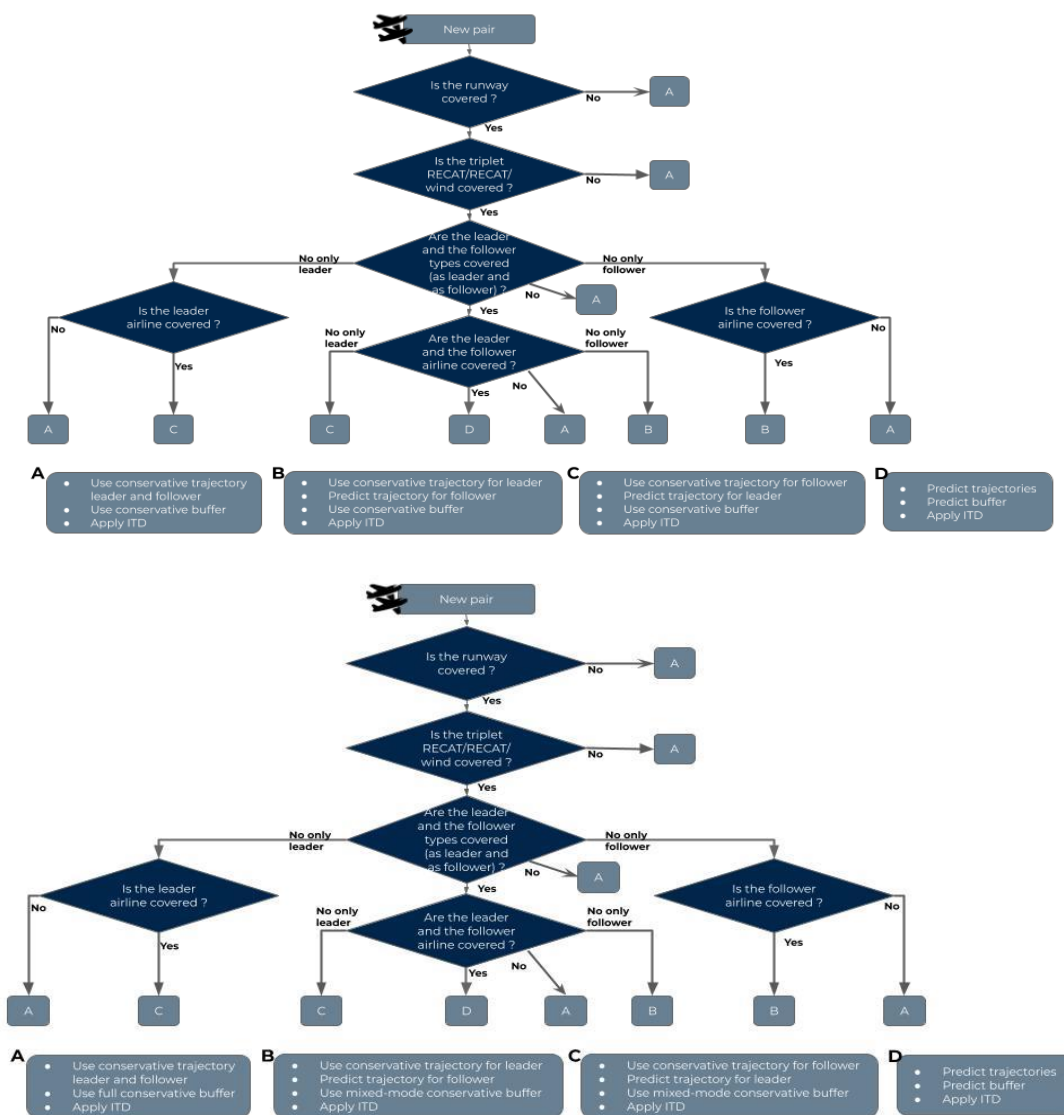 New pair
Is the runway
covered ?
No
A
Yes
Is the triplet
RECAT/RECAT/
wind covered ?
No
A
Yes
Are the leader
and the follower
types covered
(as leader and
as follower) ?
No only
leader
No only
follower
No
A
Yes
Is the leader
airline covered ?
No
Yes
Are the leader
and the follower
airline covered ?
No only
leader
No only
follower
Yes
No
Is the follower
airline covered ?
No
Yes
A
C
C
D
A
B
B
A
A
• Use conservative trajectory
leader and follower
• Use conservative buffer
• Apply ITD
B
• Use conservative trajectory for leader
• Predict trajectory for follower
• Use conservative buffer
• Apply ITD
C
• Use conservative trajectory for follower
• Predict trajectory for leader
• Use conservative buffer
• Apply ITD
D
• Predict trajectories
• Predict buffer
• Apply ITD
New pair
Is the runway
covered ?
No
A
Yes
Is the triplet
RECAT/RECAT/
wind covered ?
No
A
Yes
Are the leader
and the follower
types covered
(as leader and
as follower) ?
No only
leader
No only
follower
No
A
Yes
Is the leader
airline covered ?
No
Yes
Are the leader
and the follower
airline covered ?
No only
leader
No only
follower
Yes
No
Is the follower
airline covered ?
No
Yes
A
C
C
D
A
B
B
A
A
• Use conservative trajectory
leader and follower
• Use full conservative buffer
• Apply ITD
B
• Use conservative trajectory for leader
• Predict trajectory for follower
• Use mixed-mode conservative buffer
• Apply ITD
C
• Use conservative trajectory for follower
• Predict trajectory for leader
• Use mixed-mode conservative buffer
• Apply ITD
D
• Predict trajectories
• Predict buffer
• Apply ITD